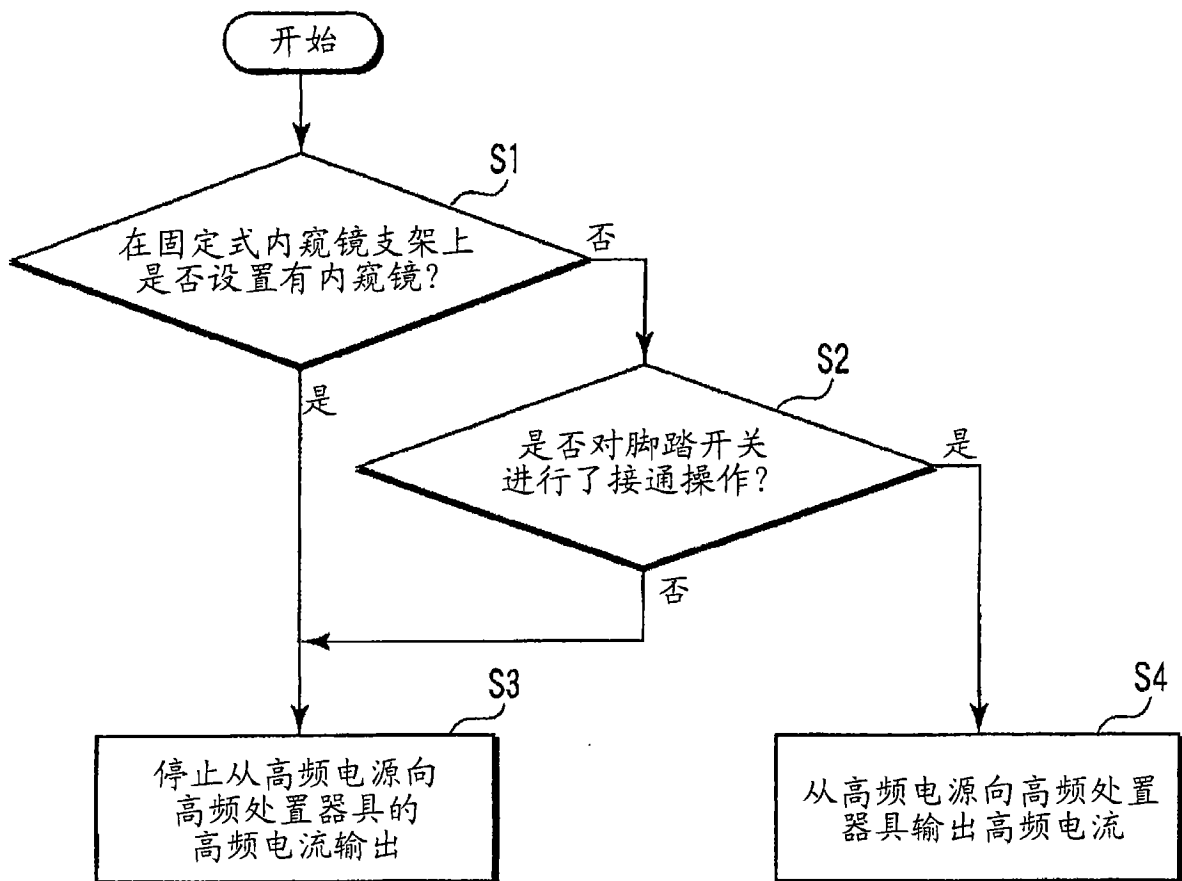 开始
S1
在固定式内窥镜支架上
是否设置有内窥镜?
否
是
S2
是否对脚踏开关
进行了接通操作?
是
否
S3
停止从高频电源向
高频处置器具的
高频电流输出
S4
从高频电源向高频处置
器具输出高频电流